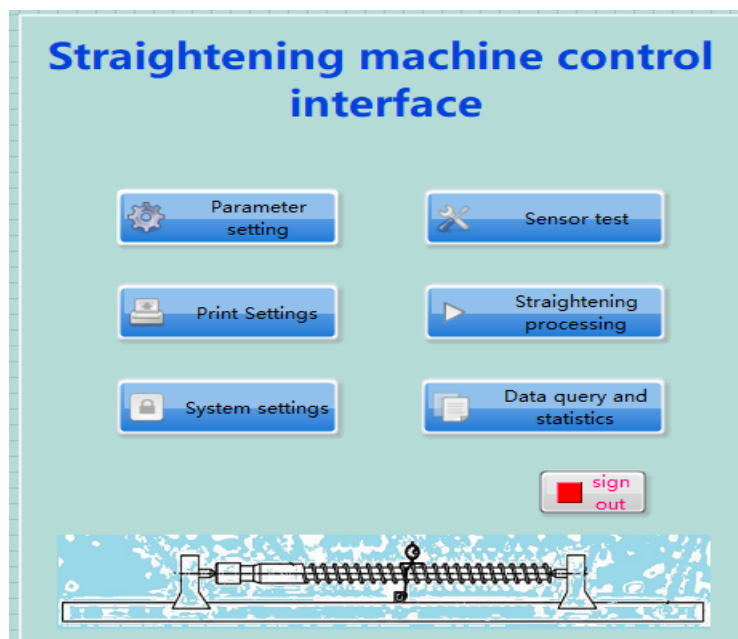 Straightening machine control
interface
Parameter
setting
Sensor test
Print Settings
Straightening
processing
System settings
Data query and
statistics
sign
out